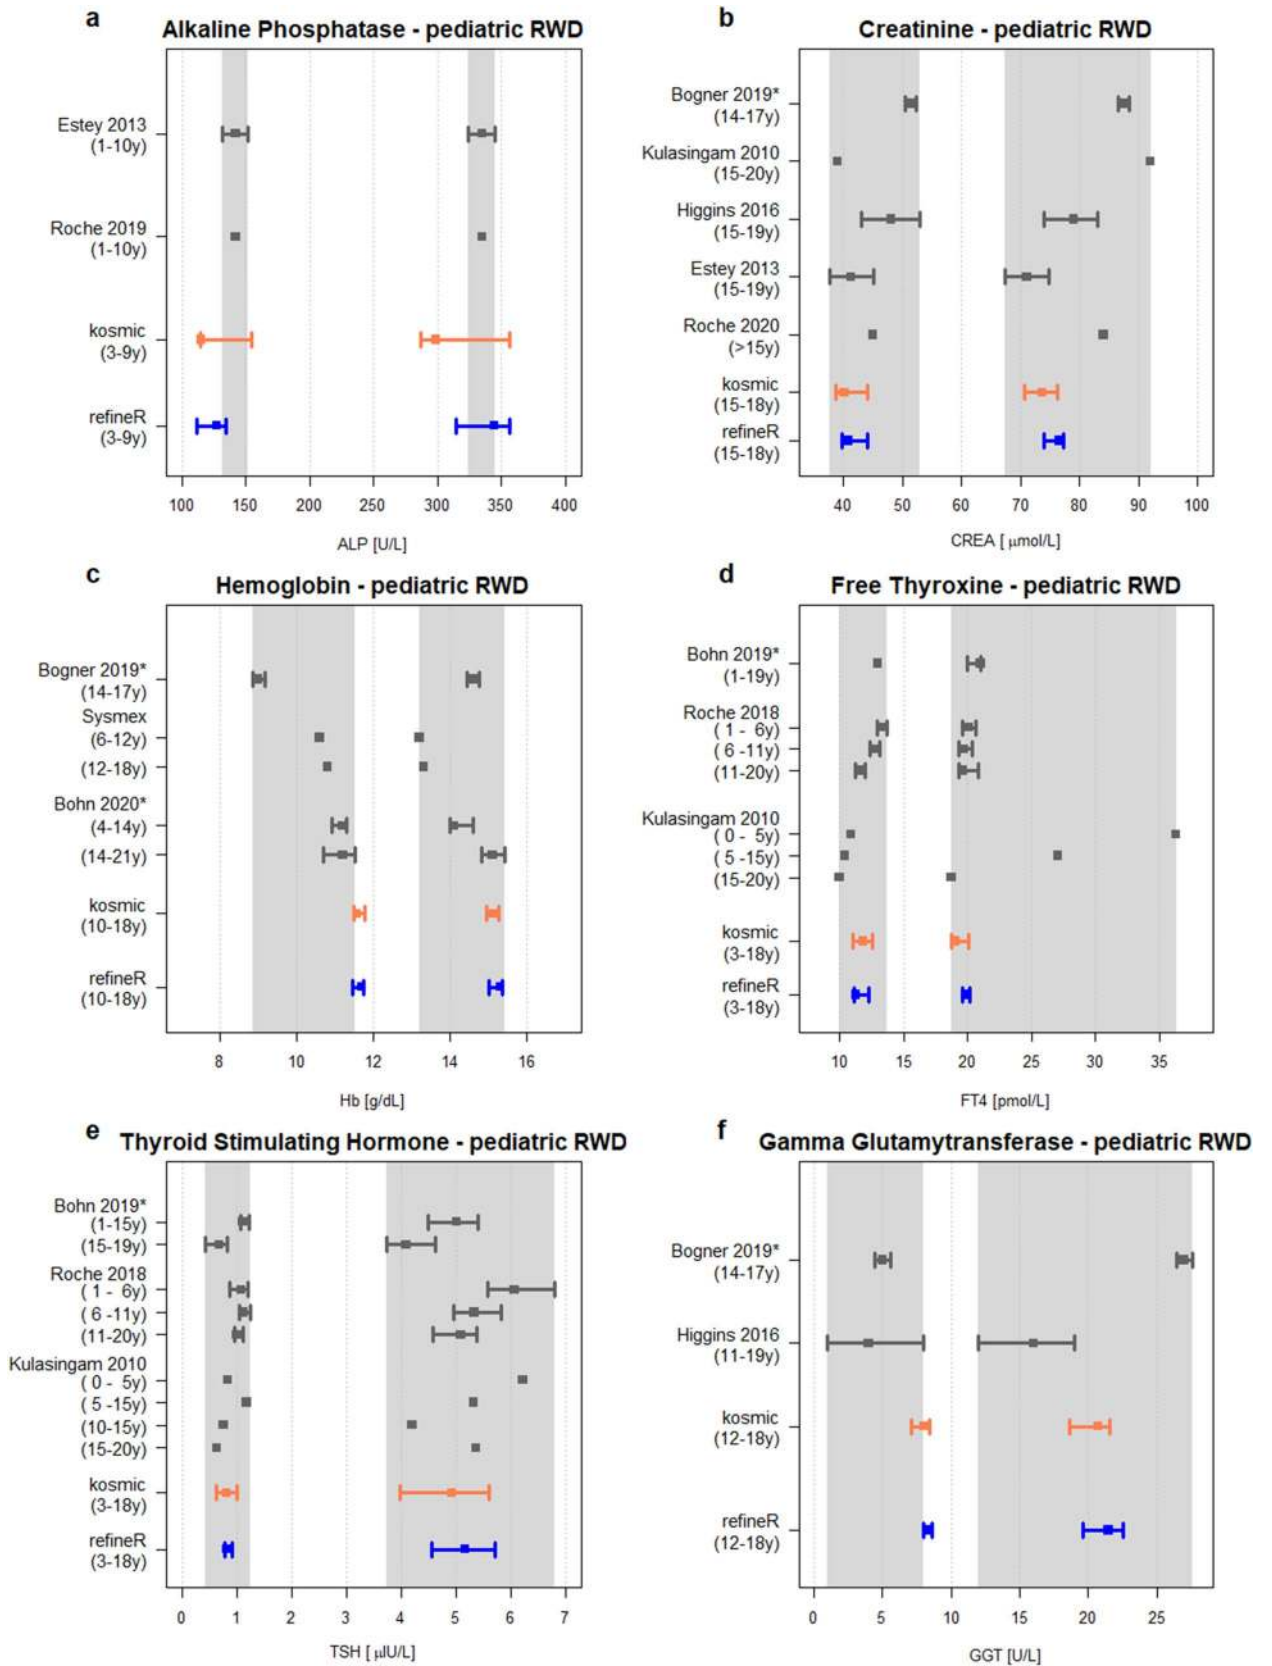 a
Alkaline Phosphatase - pediatric RWD
Estey 2013
(1-10y)
Roche 2019
(1-10y)
kosmic
(3-9y)
refineR
(3-9y)
100 150 200 250 300 350 400
ALP [U/L]
b
Creatinine - pediatric RWD
Bogner 2019*
(14-17y)
Kulasingam 2010
(15-20y)
Higgins 2016
(15-19y)
Estey 2013
(15-19y)
Roche 2020
(>15y)
kosmic
(15-18y)
refineR
(15-18y)
40 50 60 70 80 90 100
CREA [ μmol/L]
c
Hemoglobin - pediatric RWD
Bogner 2019*
(14-17y)
Sysmex
(6-12y)
(12-18y)
Bohn 2020*
(4-14y)
(14-21y)
kosmic
(10-18y)
refineR
(10-18y)
8 10 12 14 16
Hb [g/dL]
d
Free Thyroxine - pediatric RWD
Bohn 2019*
(1-19y)
Roche 2018
( 1 - 6y)
( 6 -11y)
(11-20y)
Kulasingam 2010
( 0 - 5y)
( 5 -15y)
(15-20y)
kosmic
(3-18y)
refineR
(3-18y)
10 15 20 25 30 35
FT4 [pmol/L]
e
Thyroid Stimulating Hormone - pediatric RWD
Bohn 2019*
(1-15y)
(15-19y)
Roche 2018
( 1 - 6y)
( 6 -11y)
(11-20y)
Kulasingam 2010
( 0 - 5y)
( 5 -15y)
(10-15y)
(15-20y)
kosmic
(3-18y)
refineR
(3-18y)
0 1 2 3 4 5 6 7
TSH [ μIU/L]
f
Gamma Glutamytransferase - pediatric RWD
Bogner 2019*
(14-17y)
Higgins 2016
(11-19y)
kosmic
(12-18y)
refineR
(12-18y)
0 5 10 15 20 25
GGT [U/L]